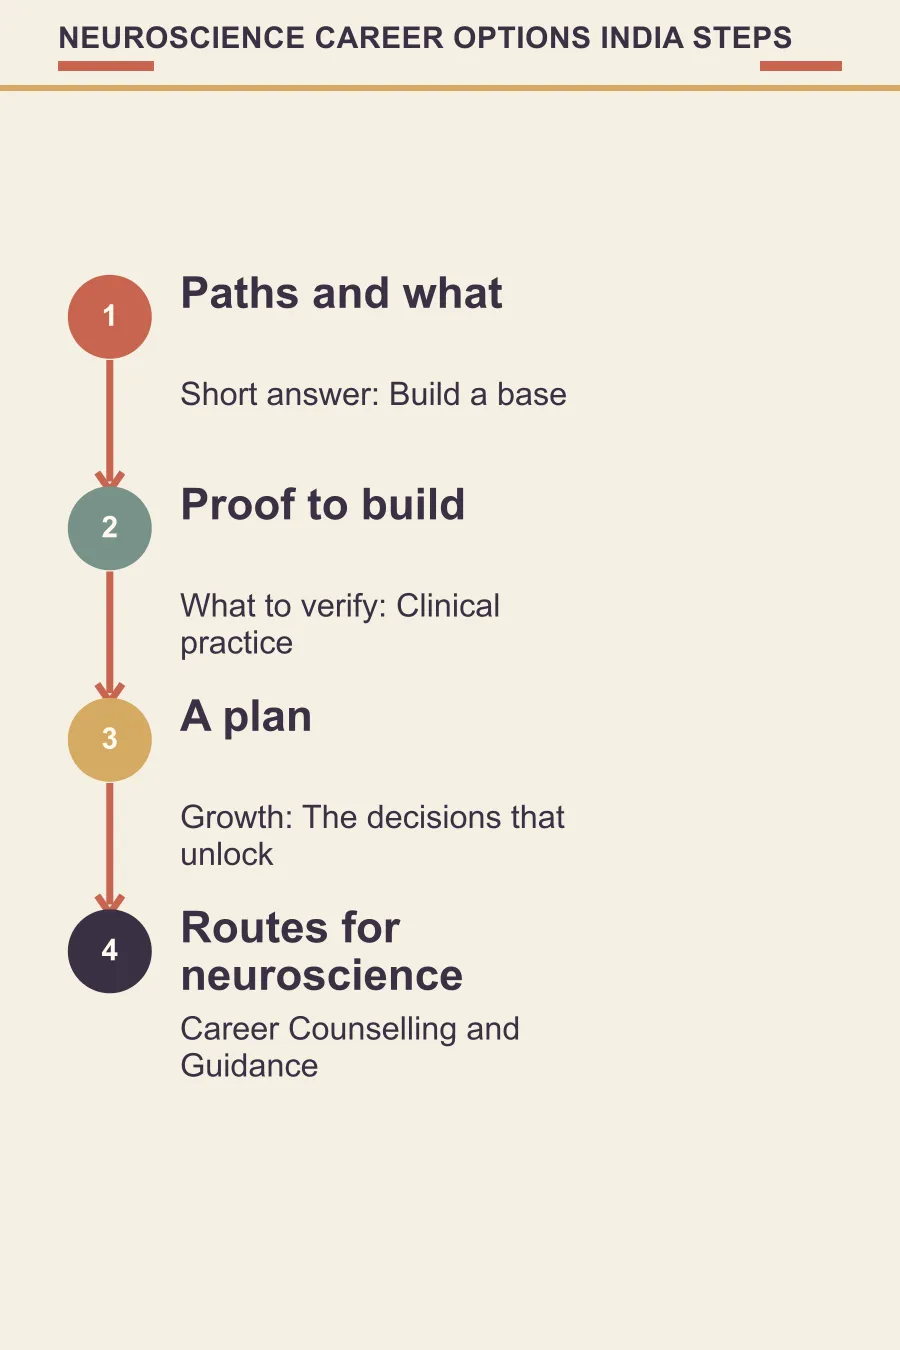 NEUROSCIENCE CAREER OPTIONS INDIA STEPS
1
Paths and what
Short answer: Build a base
2
Proof to build
What to verify: Clinical
practice
3
A plan
Growth: The decisions that
unlock
4
Routes for
neuroscience
Career Counselling and
Guidance